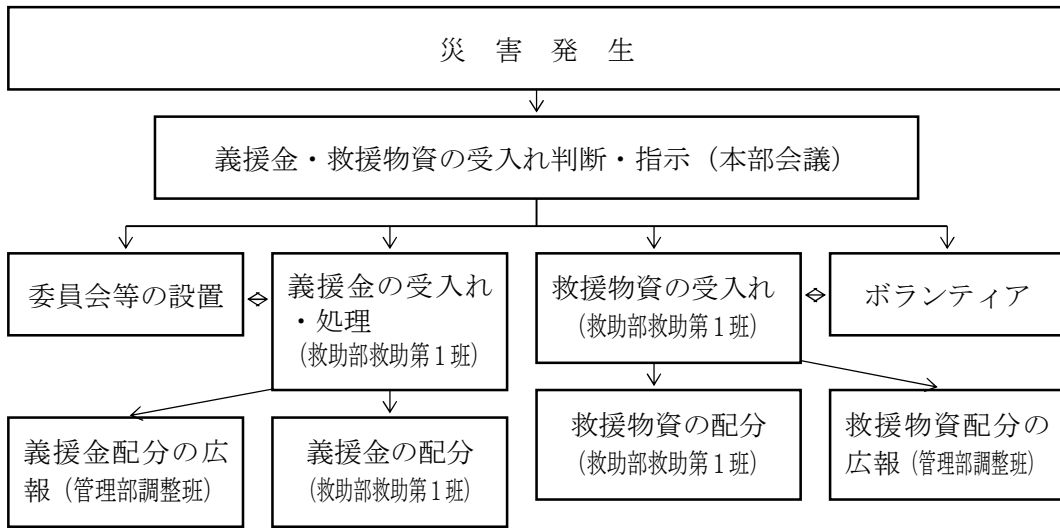 災　害　発　生
義援金・救援物資の受入れ判断・指示（本部会議）
委員会等の設置
義援金の受入れ
・処理
（救助部救助第１班）
救援物資の受入れ
（救助部救助第１班）
ボランティア
義援金配分の広
報（管理部調整班）
義援金の配分
（救助部救助第１班）
救援物資の配分
（救助部救助第１班）
救援物資配分の
広報（管理部調整班）